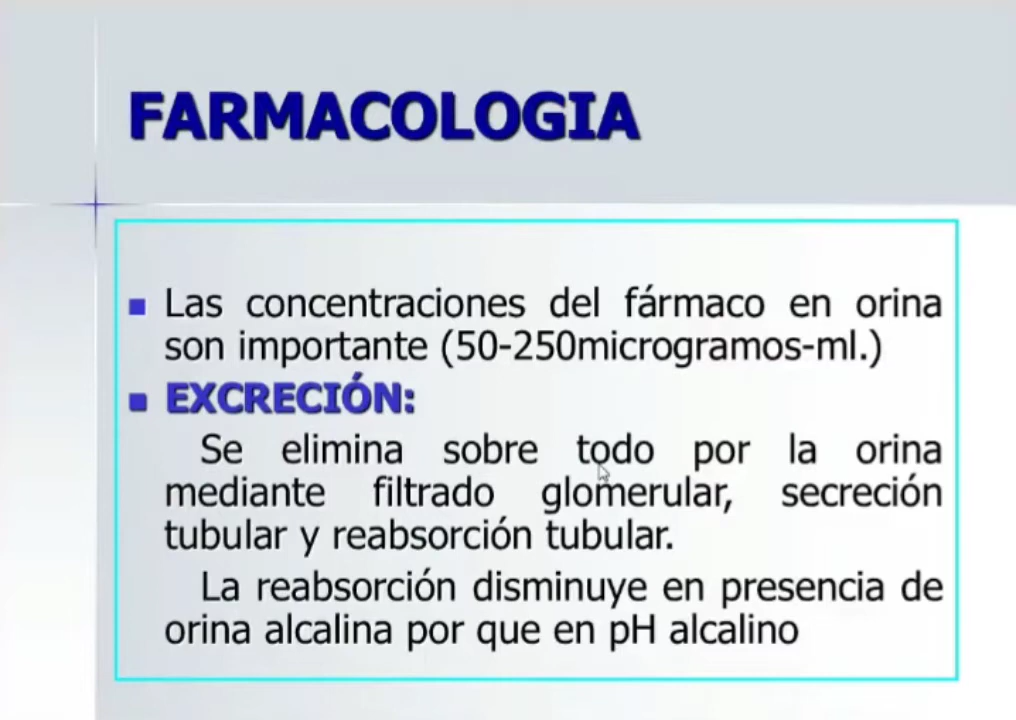 FARMACOLOGIA
Las concentraciones del fármaco en orina
son importante (50-250microgramos-ml.)
EXCRECIÓN:
Se elimina sobre todo por la orina
mediante filtrado glomerular, secreción
tubular y reabsorción tubular.
La reabsorción disminuye en presencia de
orina alcalina por que en pH alcalino